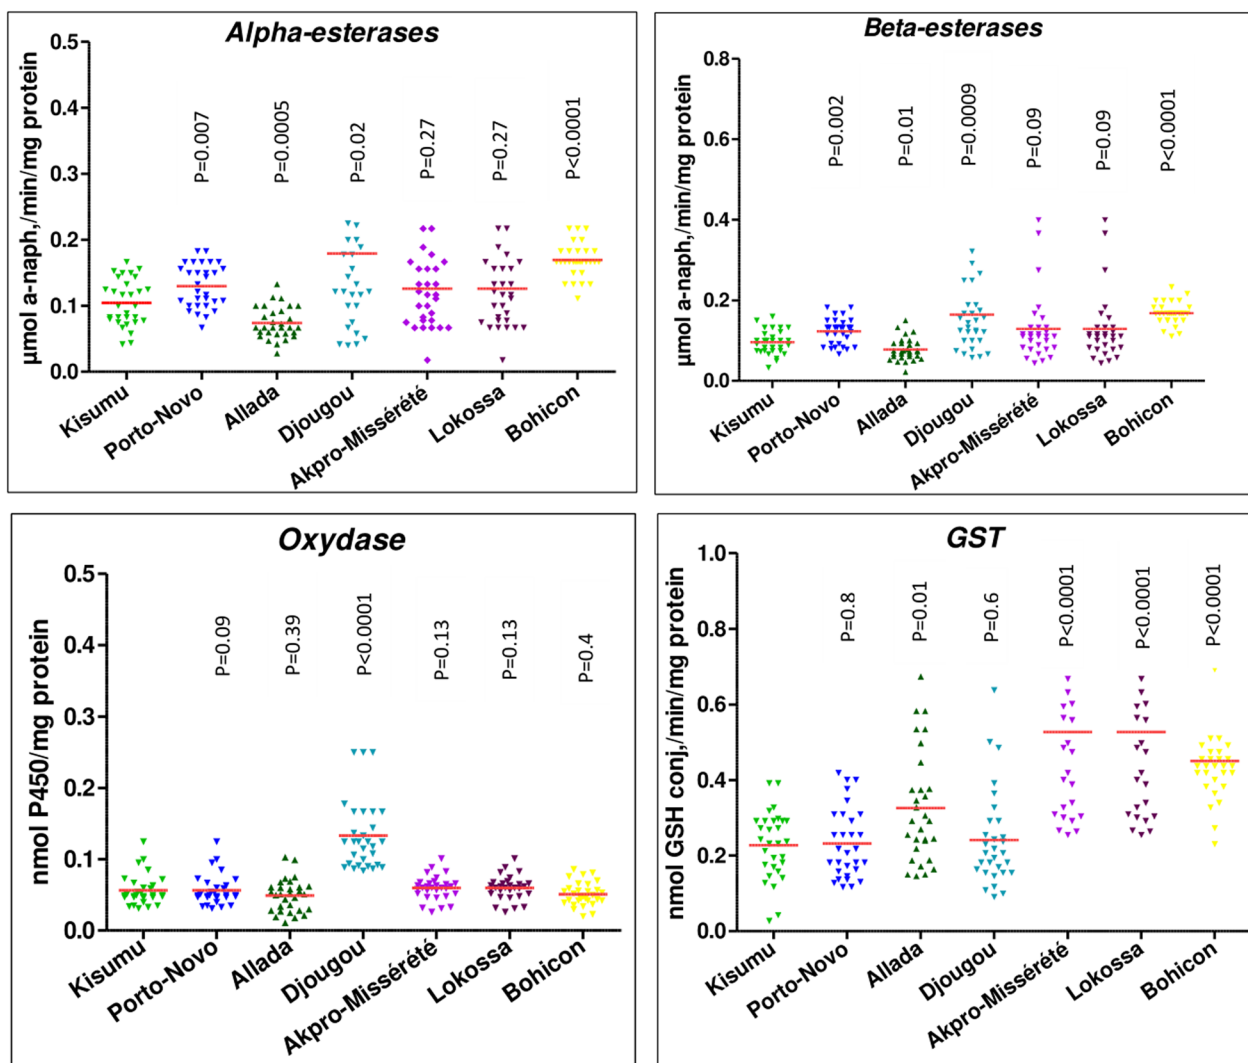 Alpha-esterases
µmol a-naph,/min/mg protein
0.5
0.4
0.3
0.2
0.1
0.0
P=0.007
P=0.0005
P=0.02
P=0.27
P=0.27
P<0.0001
Kisumu
Porto-Novo
Allada
Djougou
Akpro-Missérété
Lokossa
Bohicon
Beta-esterases
µmol a-naph,/min/mg protein
0.8
0.6
0.4
0.2
0.0
P=0.002
P=0.01
P=0.0009
P=0.09
P=0.09
P<0.0001
Kisumu
Porto-Novo
Allada
Djougou
Akpro-Missérété
Lokossa
Bohicon
Oxydase
nmol P450/mg protein
0.5
0.4
0.3
0.2
0.1
0.0
P=0.09
P=0.39
P<0.0001
P=0.13
P=0.13
P=0.4
Kisumu
Porto-Novo
Allada
Djougou
Akpro-Missérété
Lokossa
Bohicon
GST
nmol GSH conj,/min/mg protein
1.0
0.8
0.6
0.4
0.2
0.0
P=0.8
P=0.01
P=0.6
P<0.0001
P<0.0001
P<0.0001
Kisumu
Porto-Novo
Allada
Djougou
Akpro-Missérété
Lokossa
Bohicon